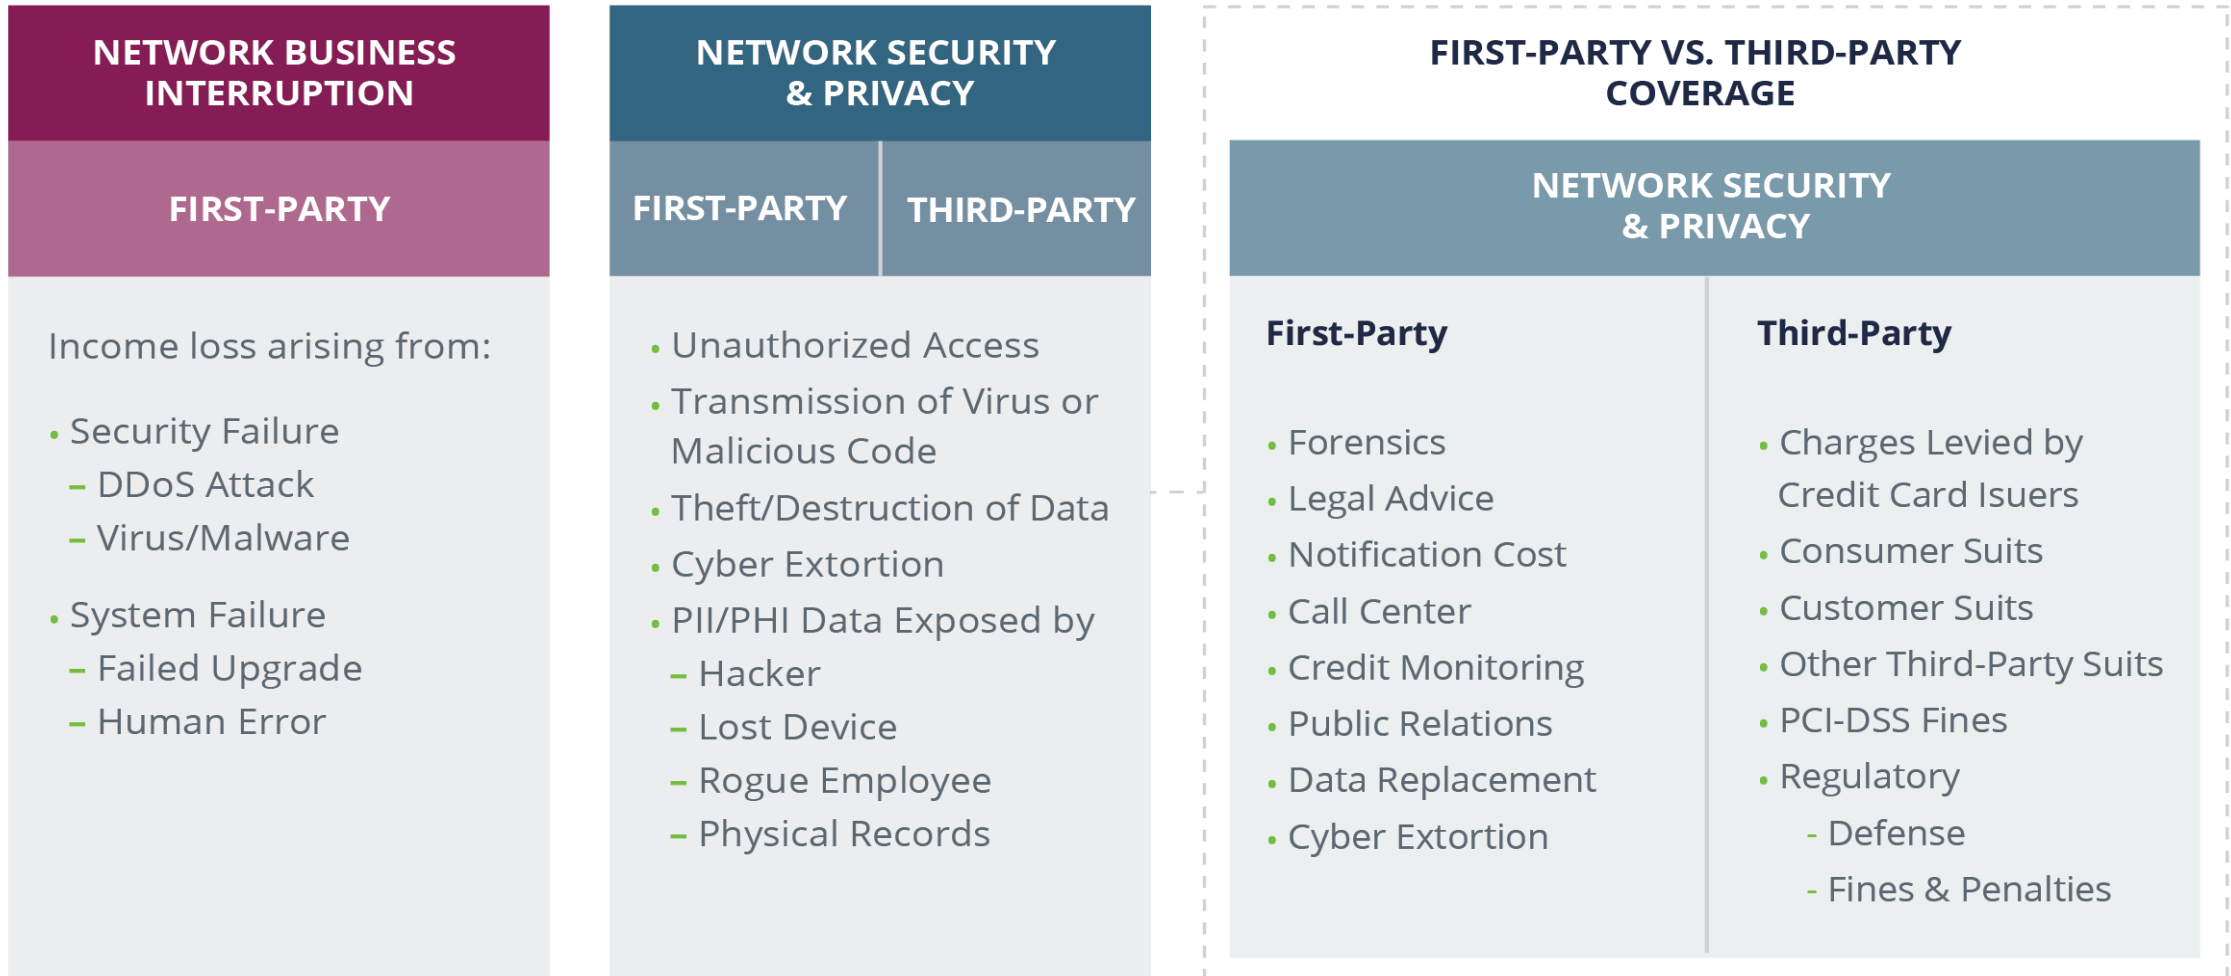 NETWORK BUSINESS
INTERRUPTION
FIRST-PARTY
Income loss arising from:
• Security Failure
– DDoS Attack
– Virus/Malware
• System Failure
– Failed Upgrade
– Human Error
NETWORK SECURITY
& PRIVACY
FIRST-PARTY
THIRD-PARTY
• Unauthorized Access
• Transmission of Virus or
Malicious Code
• Theft/Destruction of Data
• Cyber Extortion
• PII/PHI Data Exposed by
– Hacker
– Lost Device
– Rogue Employee
– Physical Records
FIRST-PARTY VS. THIRD-PARTY
COVERAGE
NETWORK SECURITY
& PRIVACY
First-Party
• Forensics
• Legal Advice
• Notification Cost
• Call Center
• Credit Monitoring
• Public Relations
• Data Replacement
• Cyber Extortion
Third-Party
• Charges Levied by
Credit Card Isuers
• Consumer Suits
• Customer Suits
• Other Third-Party Suits
• PCI-DSS Fines
• Regulatory
- Defense
- Fines & Penalties